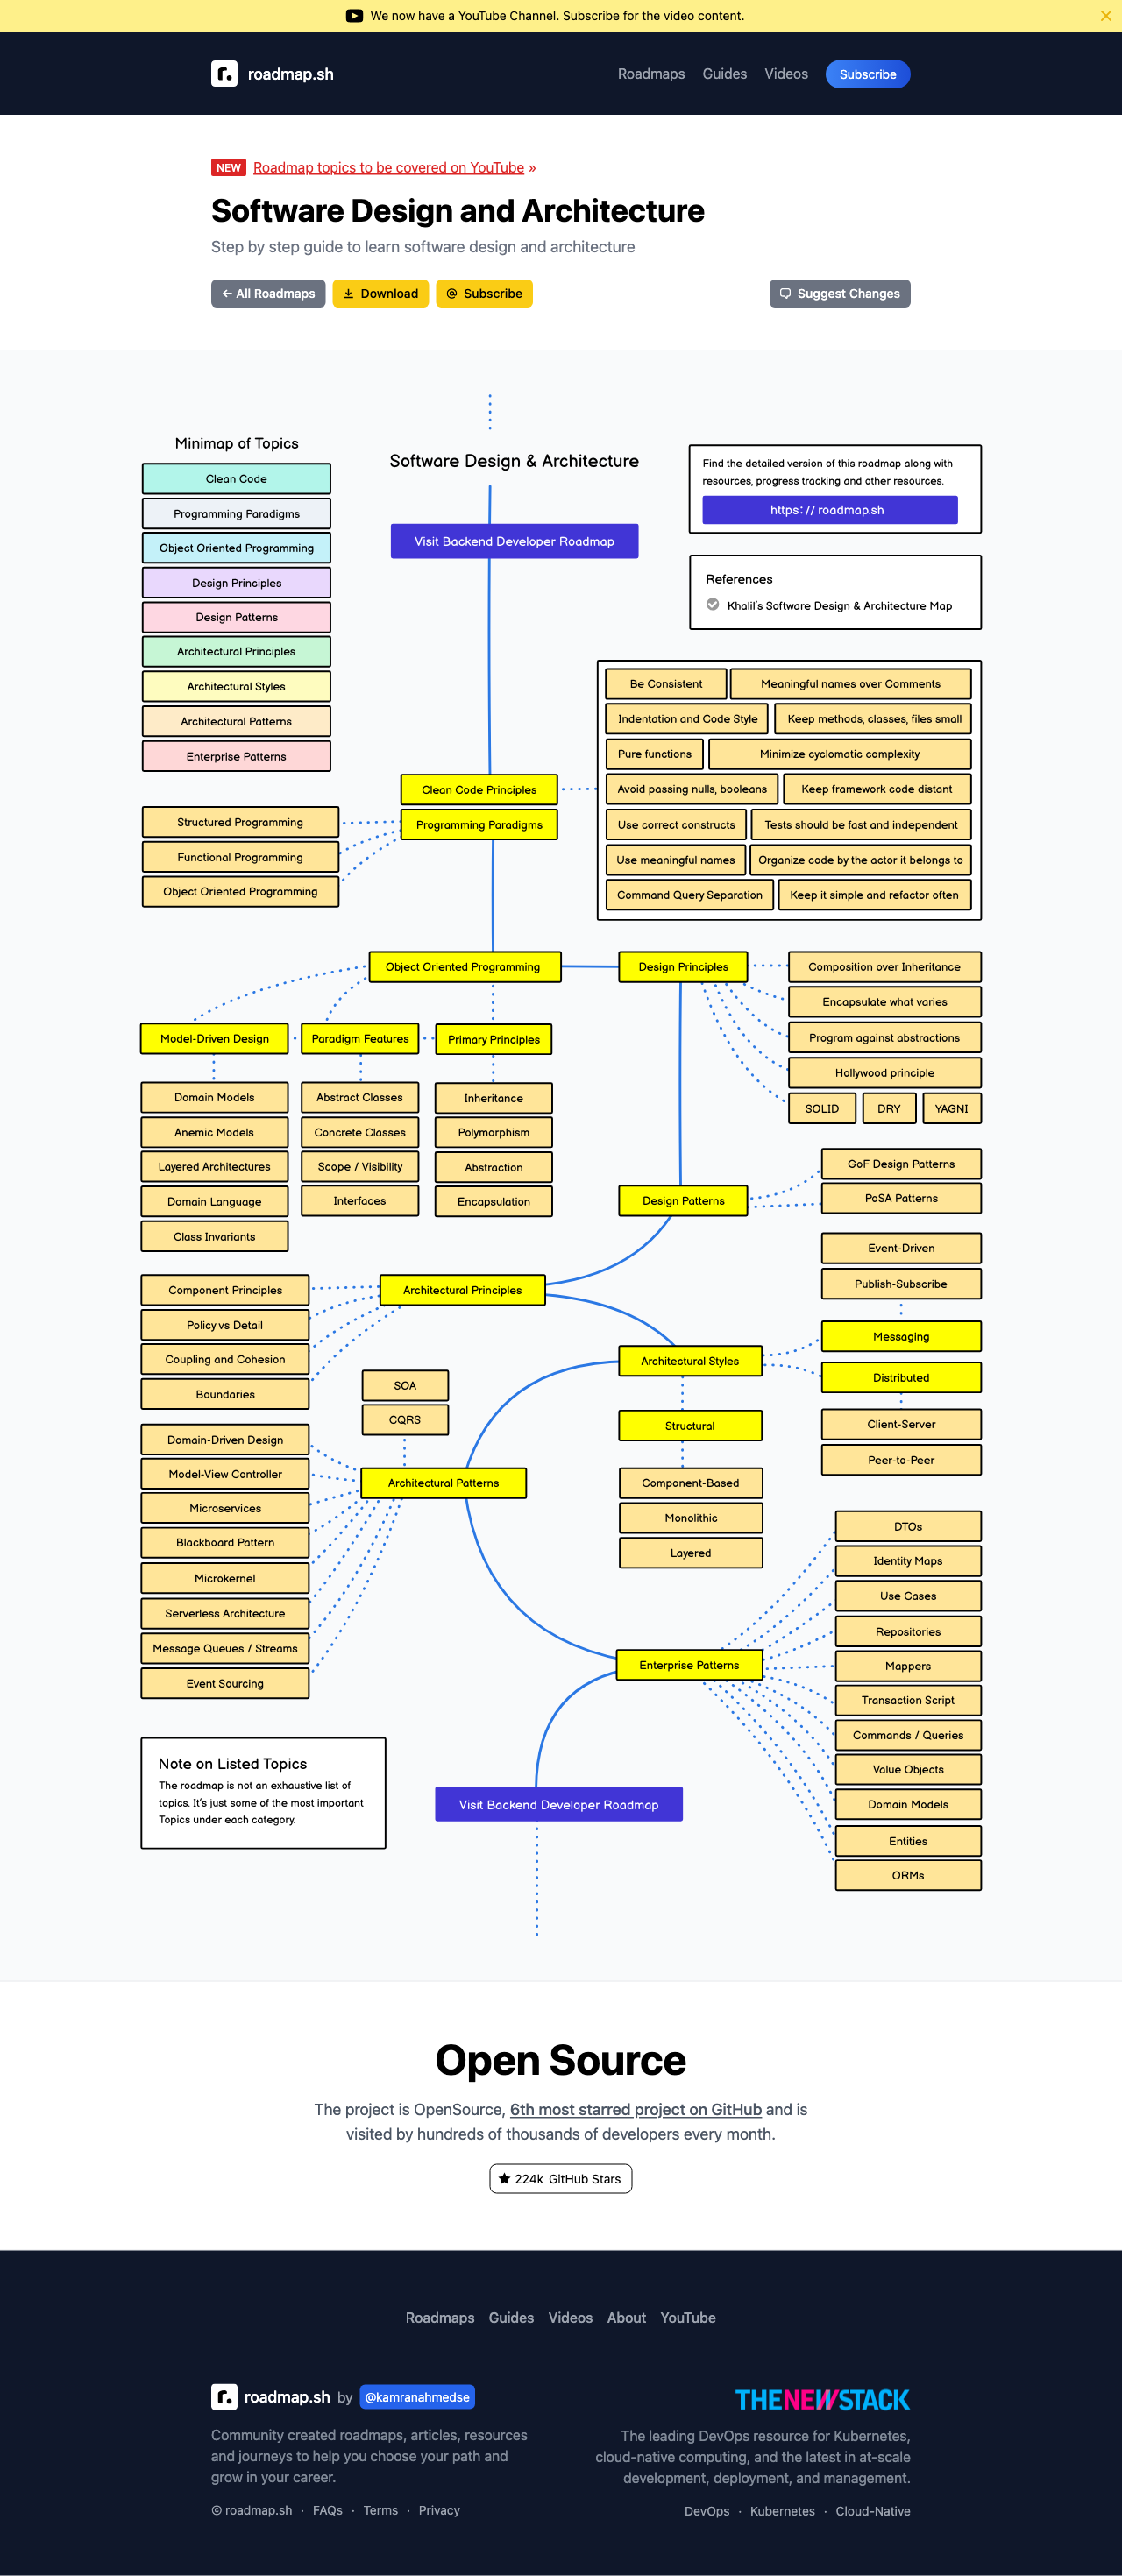 We now have a YouTube Channel. Subscribe for the video content.
roadmap.sh
Roadmaps Guides Videos Subscribe
NEW Roadmap topics to be covered on YouTube »
Software Design and Architecture
Step by step guide to learn software design and architecture
← All Roadmaps
Download
Subscribe
Suggest Changes
Minimap of Topics
Clean Code
Programming Paradigms
Object Oriented Programming
Design Principles
Design Patterns
Architectural Principles
Architectural Styles
Architectural Patterns
Enterprise Patterns
Software Design & Architecture
Visit Backend Developer Roadmap
Find the detailed version of this roadmap along with
resources, progress tracking and other resources.
https://roadmap.sh
References
Khalil's Software Design & Architecture Map
Clean Code Principles
Be Consistent
Meaningful names over Comments
Indentation and Code Style
Keep methods, classes, files small
Pure functions
Minimize cyclomatic complexity
Avoid passing nulls, booleans
Keep framework code distant
Use correct constructs
Tests should be fast and independent
Use meaningful names
Organize code by the actor it belongs to
Command Query Separation
Keep it simple and refactor often
Programming Paradigms
Structured Programming
Functional Programming
Object Oriented Programming
Object Oriented Programming
Model-Driven Design
Paradigm Features
Primary Principles
Domain Models
Anemic Models
Layered Architectures
Domain Language
Class Invariants
Abstract Classes
Concrete Classes
Scope / Visibility
Interfaces
Inheritance
Polymorphism
Abstraction
Encapsulation
Design Principles
Composition over Inheritance
Encapsulate what varies
Program against abstractions
Hollywood principle
SOLID
DRY
YAGNI
Design Patterns
GoF Design Patterns
PoSA Patterns
Architectural Principles
Component Principles
Policy vs Detail
Coupling and Cohesion
Boundaries
Architectural Styles
Event-Driven
Publish-Subscribe
Messaging
Distributed
Client-Server
Peer-to-Peer
Structural
Component-Based
Monolithic
Layered
SOA
CQRS
Architectural Patterns
Domain-Driven Design
Model-View Controller
Microservices
Blackboard Pattern
Microkernel
Serverless Architecture
Message Queues / Streams
Event Sourcing
Enterprise Patterns
DTOs
Identity Maps
Use Cases
Repositories
Mappers
Transaction Script
Commands / Queries
Value Objects
Domain Models
Entities
ORMs
Note on Listed Topics
The roadmap is not an exhaustive list of
topics. It's just some of the most important
Topics under each category.
Visit Backend Developer Roadmap
Open Source
The project is OpenSource, 6th most starred project on GitHub and is
visited by hundreds of thousands of developers every month.
★ 224k GitHub Stars
Roadmaps Guides Videos About YouTube
roadmap.sh by @kamranahmedse
Community created roadmaps, articles, resources
and journeys to help you choose your path and
grow in your career.
© roadmap.sh · FAQs · Terms · Privacy
THENEWSTACK
The leading DevOps resource for Kubernetes,
cloud-native computing, and the latest in at-scale
development, deployment, and management.
DevOps · Kubernetes · Cloud-Native